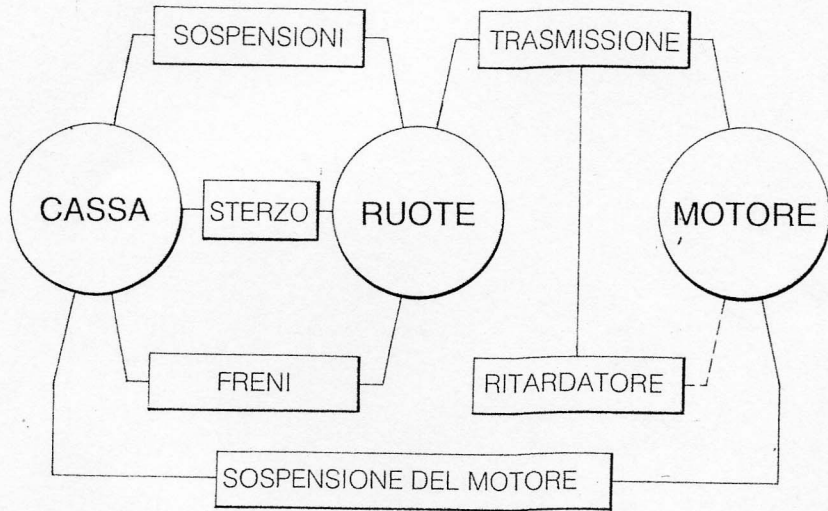 SOSPENSIONI
TRASMISSIONE
CASSA
STERZO
RUOTE
MOTORE
FRENI
RITARDATORE
SOSPENSIONE DEL MOTORE